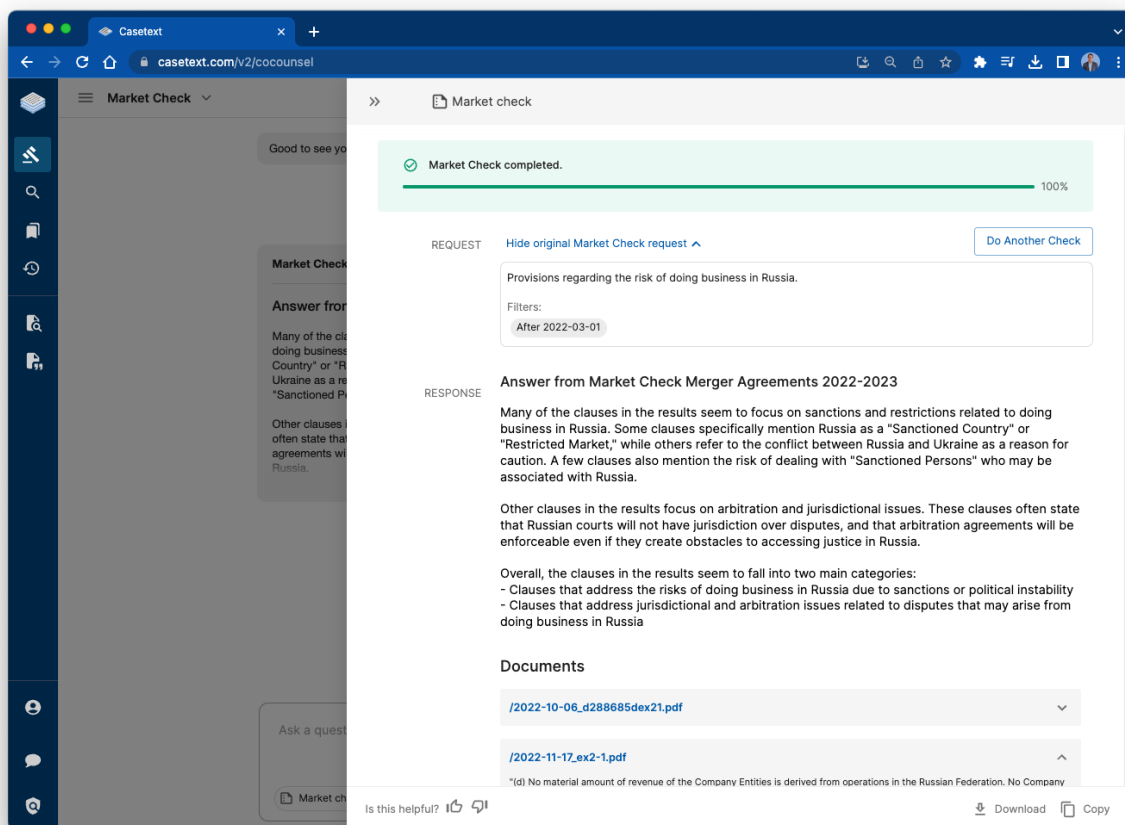 Casetext
casetext.com/v2/cocounsel
Market Check
Market check
Good to see yo
Market Check
Answer from
Many of the cla
doing business
Country" or "R
Ukraine as a re
"Sanctioned Pe
Other clauses i
often state that
agreements wi
Russia.
Ask a quest
Market ch
Market Check completed.
100%
REQUEST
Hide original Market Check request
Do Another Check
Provisions regarding the risk of doing business in Russia.
Filters:
After 2022-03-01
RESPONSE
Answer from Market Check Merger Agreements 2022-2023
Many of the clauses in the results seem to focus on sanctions and restrictions related to doing
business in Russia. Some clauses specifically mention Russia as a "Sanctioned Country" or
"Restricted Market," while others refer to the conflict between Russia and Ukraine as a reason for
caution. A few clauses also mention the risk of dealing with "Sanctioned Persons" who may be
associated with Russia.
Other clauses in the results focus on arbitration and jurisdictional issues. These clauses often state
that Russian courts will not have jurisdiction over disputes, and that arbitration agreements will be
enforceable even if they create obstacles to accessing justice in Russia.
Overall, the clauses in the results seem to fall into two main categories:
- Clauses that address the risks of doing business in Russia due to sanctions or political instability
- Clauses that address jurisdictional and arbitration issues related to disputes that may arise from
doing business in Russia
Documents
/2022-10-06_d288685dex21.pdf
/2022-11-17_ex2-1.pdf
"(d) No material amount of revenue of the Company Entities is derived from operations in the Russian Federation. No Company
Is this helpful?
Download
Copy